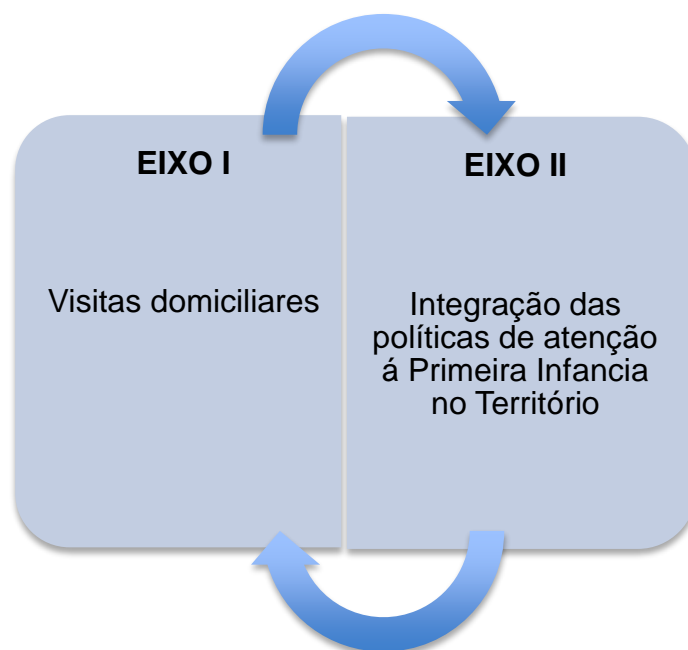 EIXO I
Visitas domiciliares
EIXO II
Integração das
políticas de atenção
á Primeira Infancia
no Território